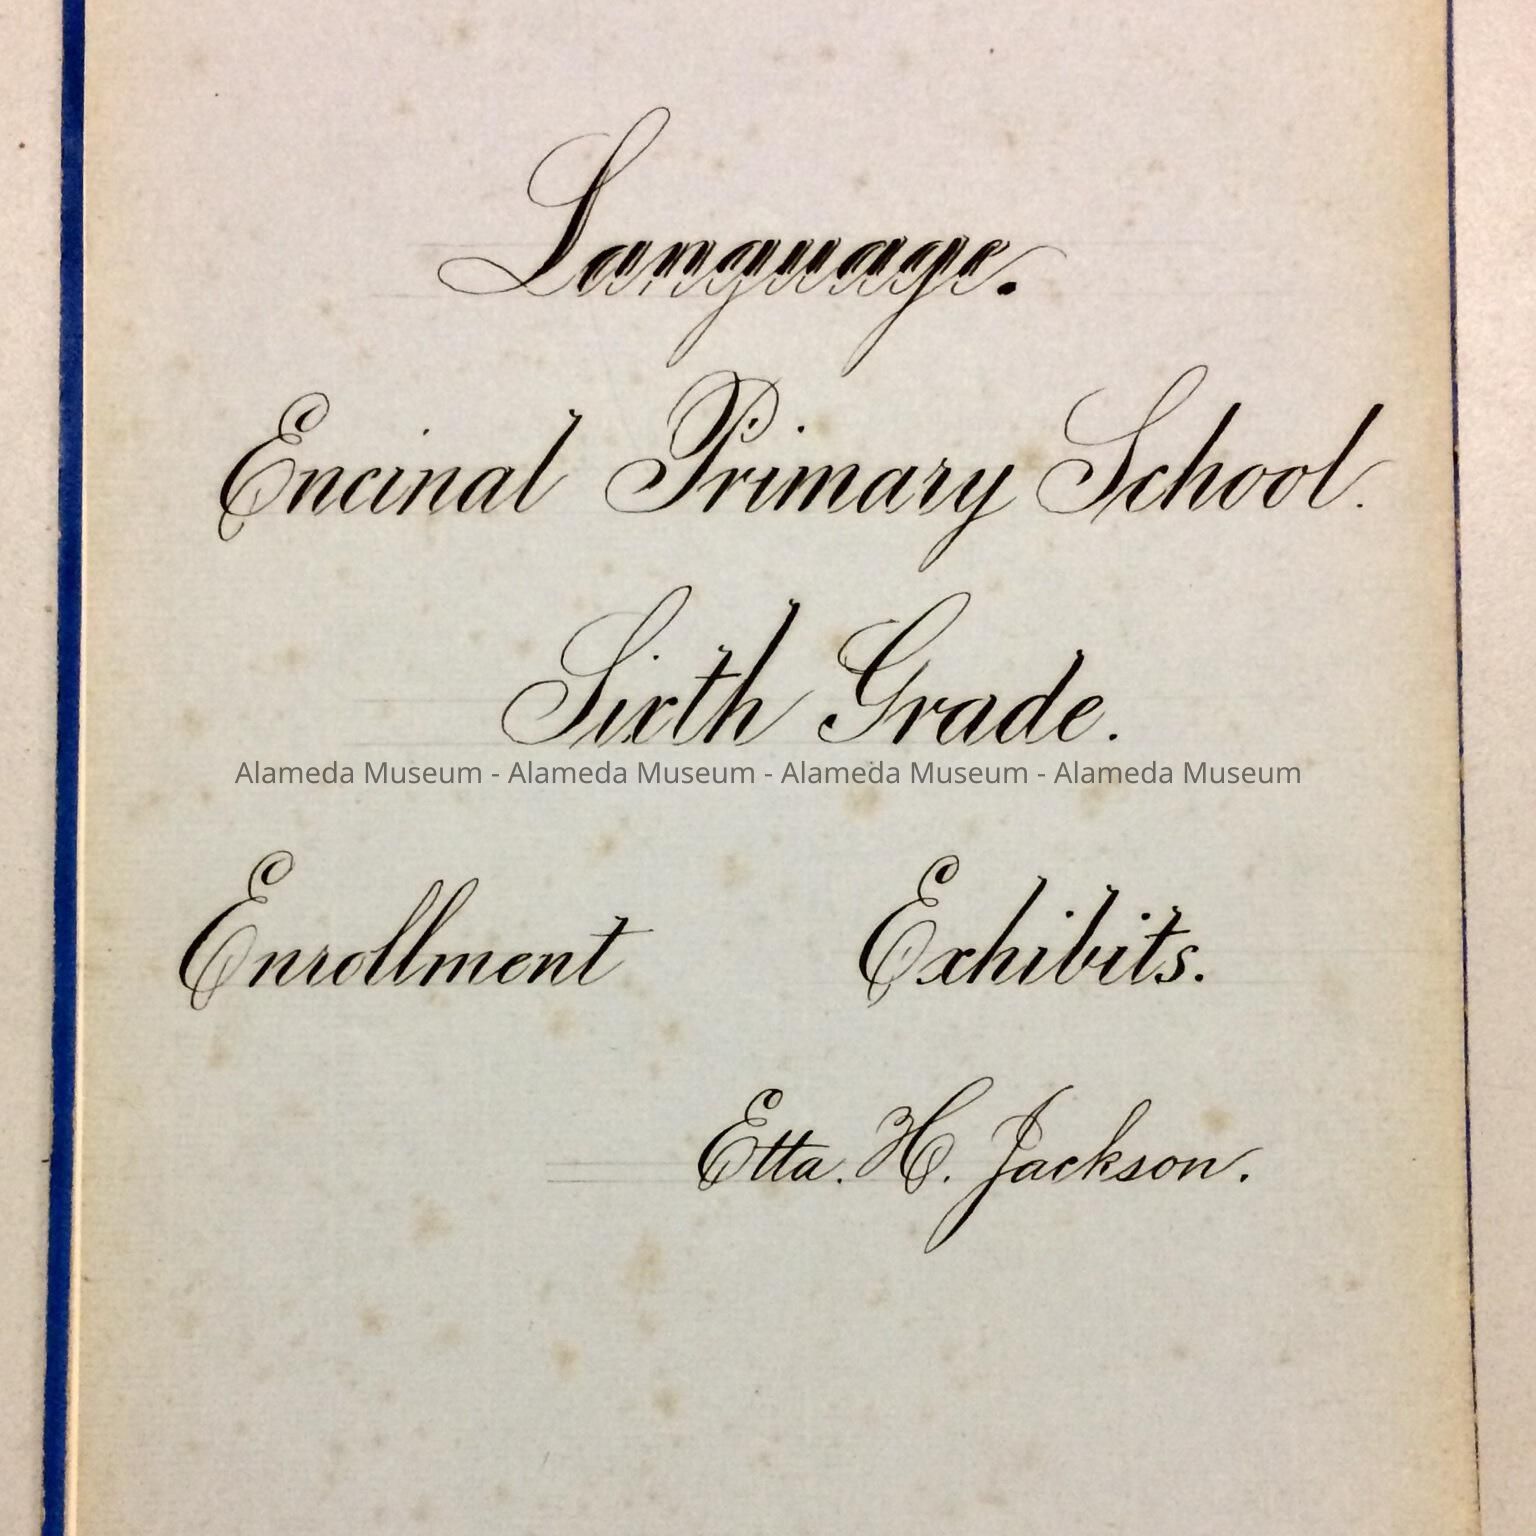 Language.
Encinal Primary School.
Sixth Grade.
Alameda Museum - Alameda Museum - Alameda Museum - Alameda Museum
Enrollment Exhibits.
Etta. H. Jackson.